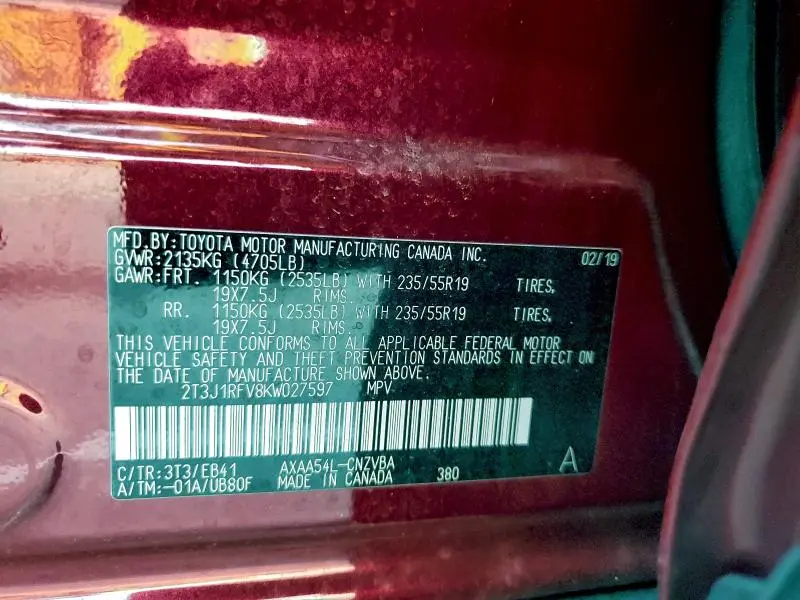 MFD.BY:TOYOTA MOTOR MANUFACTURING CANADA INC. 02/19
GVWR:2135KG (4705LB)
GAWR:FRT. 1150KG (2535LB) WITH 235/55R19 TIRES,
19X7.5J RIMS.
RR. 1150KG (2535LB) WITH 235/55R19 TIRES,
19X7.5J RIMS.
THIS VEHICLE CONFORMS TO ALL APPLICABLE FEDERAL MOTOR
VEHICLE SAFETY AND THEFT PREVENTION STANDARDS IN EFFECT ON
THE DATE OF MANUFACTURE SHOWN ABOVE.
2T3J1RFV8KW027597 MPV
C/TR:3T3/EB41 AXAA54L-CNZVBA
A/TM:-01A/UB80F MADE IN CANADA 380 A